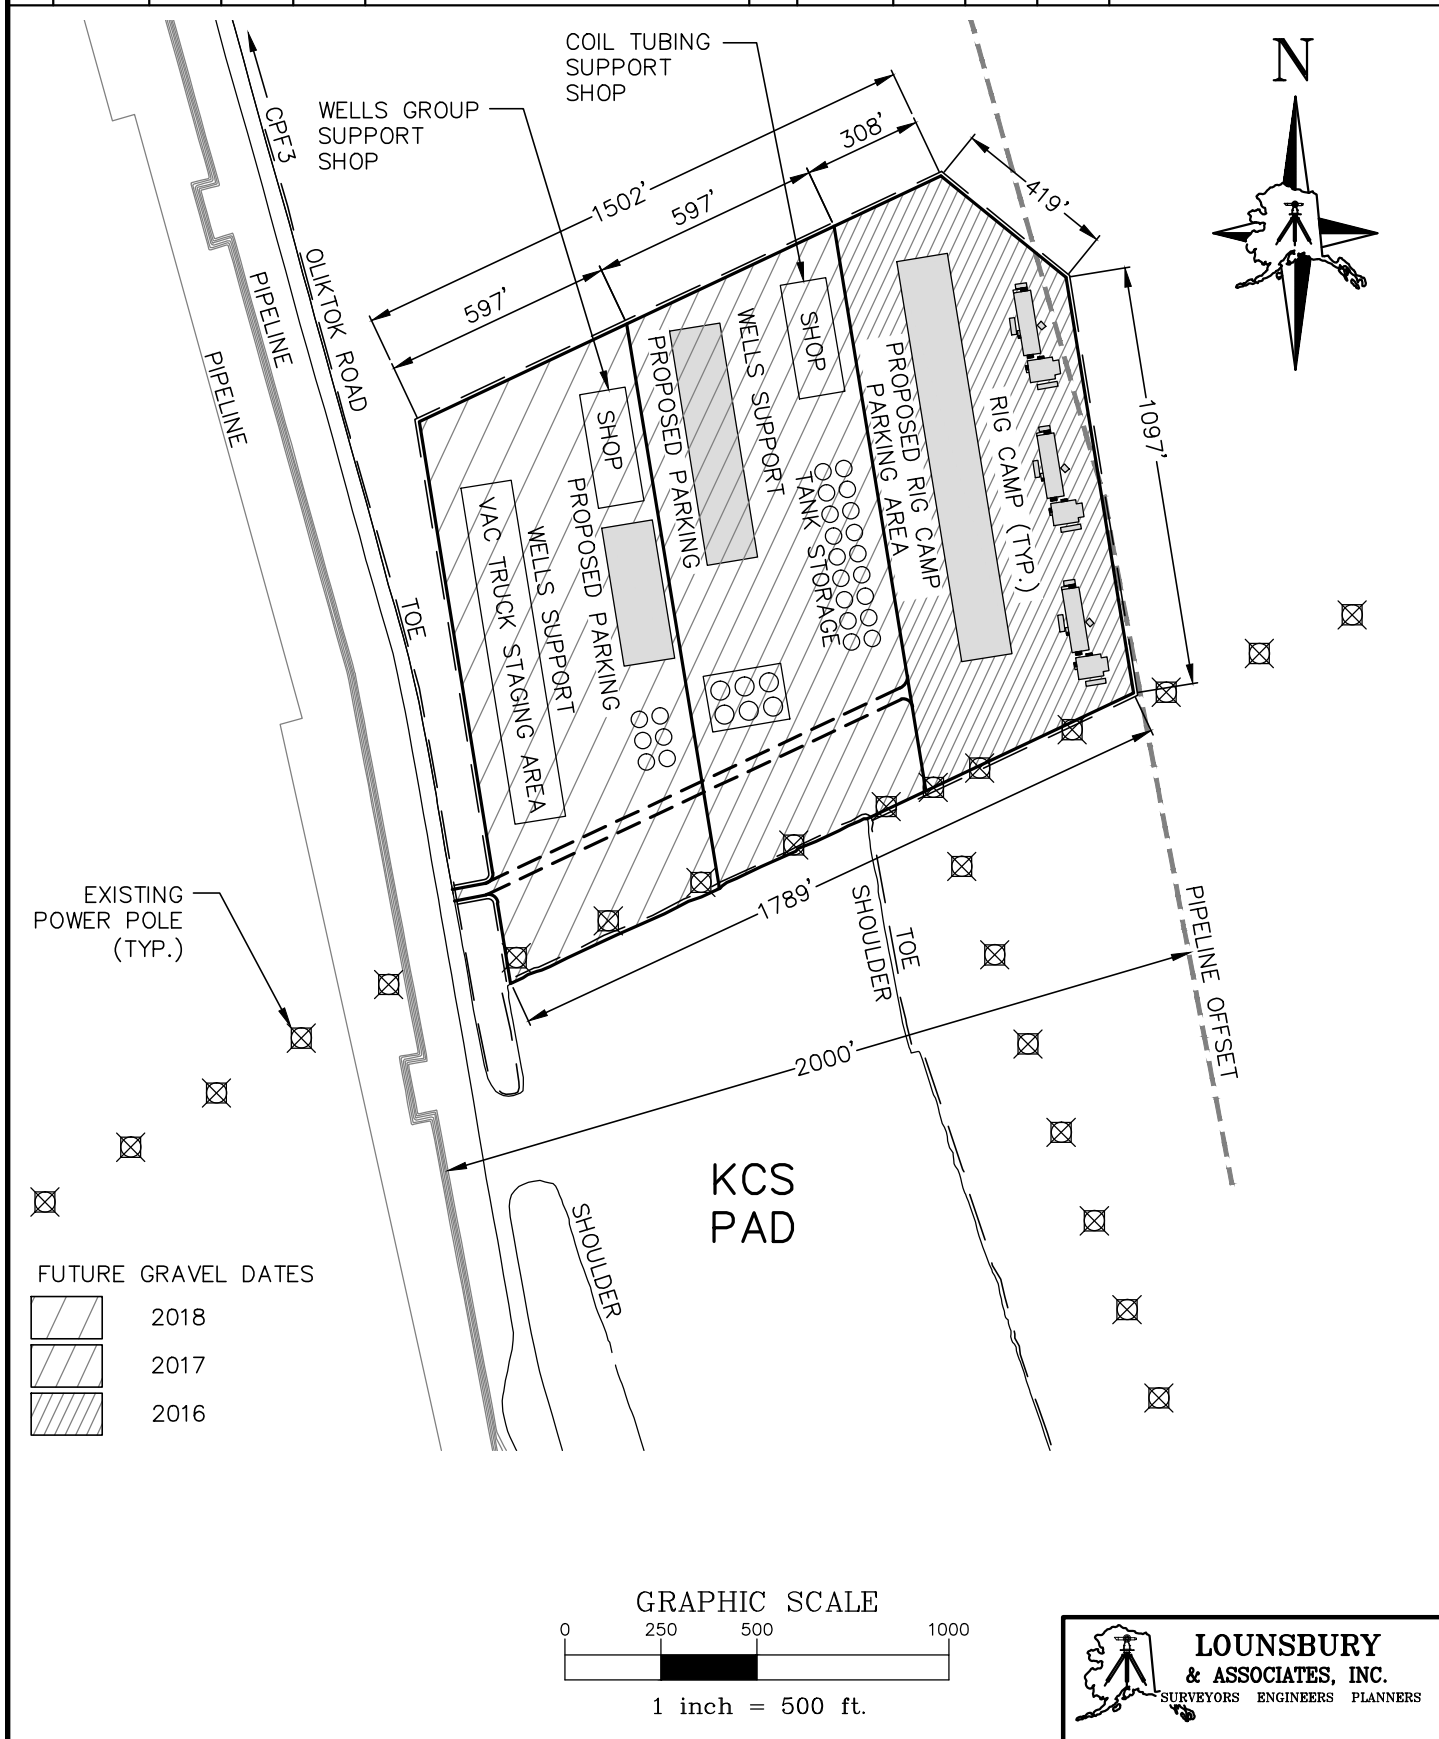 COIL TUBING
SUPPORT
SHOP
N
WELLS GROUP
SUPPORT
SHOP
CPF3
308'
1502'
597'
419'
597'
OLIKTOK ROAD
PIPELINE
PIPELINE
SHOP
WELLS SUPPORT
PROPOSED PARKING
SHOP
PROPOSED RIG CAMP
PARKING AREA
RIG CAMP (TYP.)
1097'
TANK STORAGE
VAC TRUCK STAGING AREA
WELLS SUPPORT
PROPOSED PARKING
TOE
EXISTING
POWER POLE
(TYP.)
1789'
SHOULDER
TOE
PIPELINE OFFSET
2000'
KCS
PAD
SHOULDER
FUTURE GRAVEL DATES
2018
2017
2016
GRAPHIC SCALE
0 250 500 1000
1 inch = 500 ft.
LOUNSBURY
& ASSOCIATES, INC.
SURVEYORS ENGINEERS PLANNERS